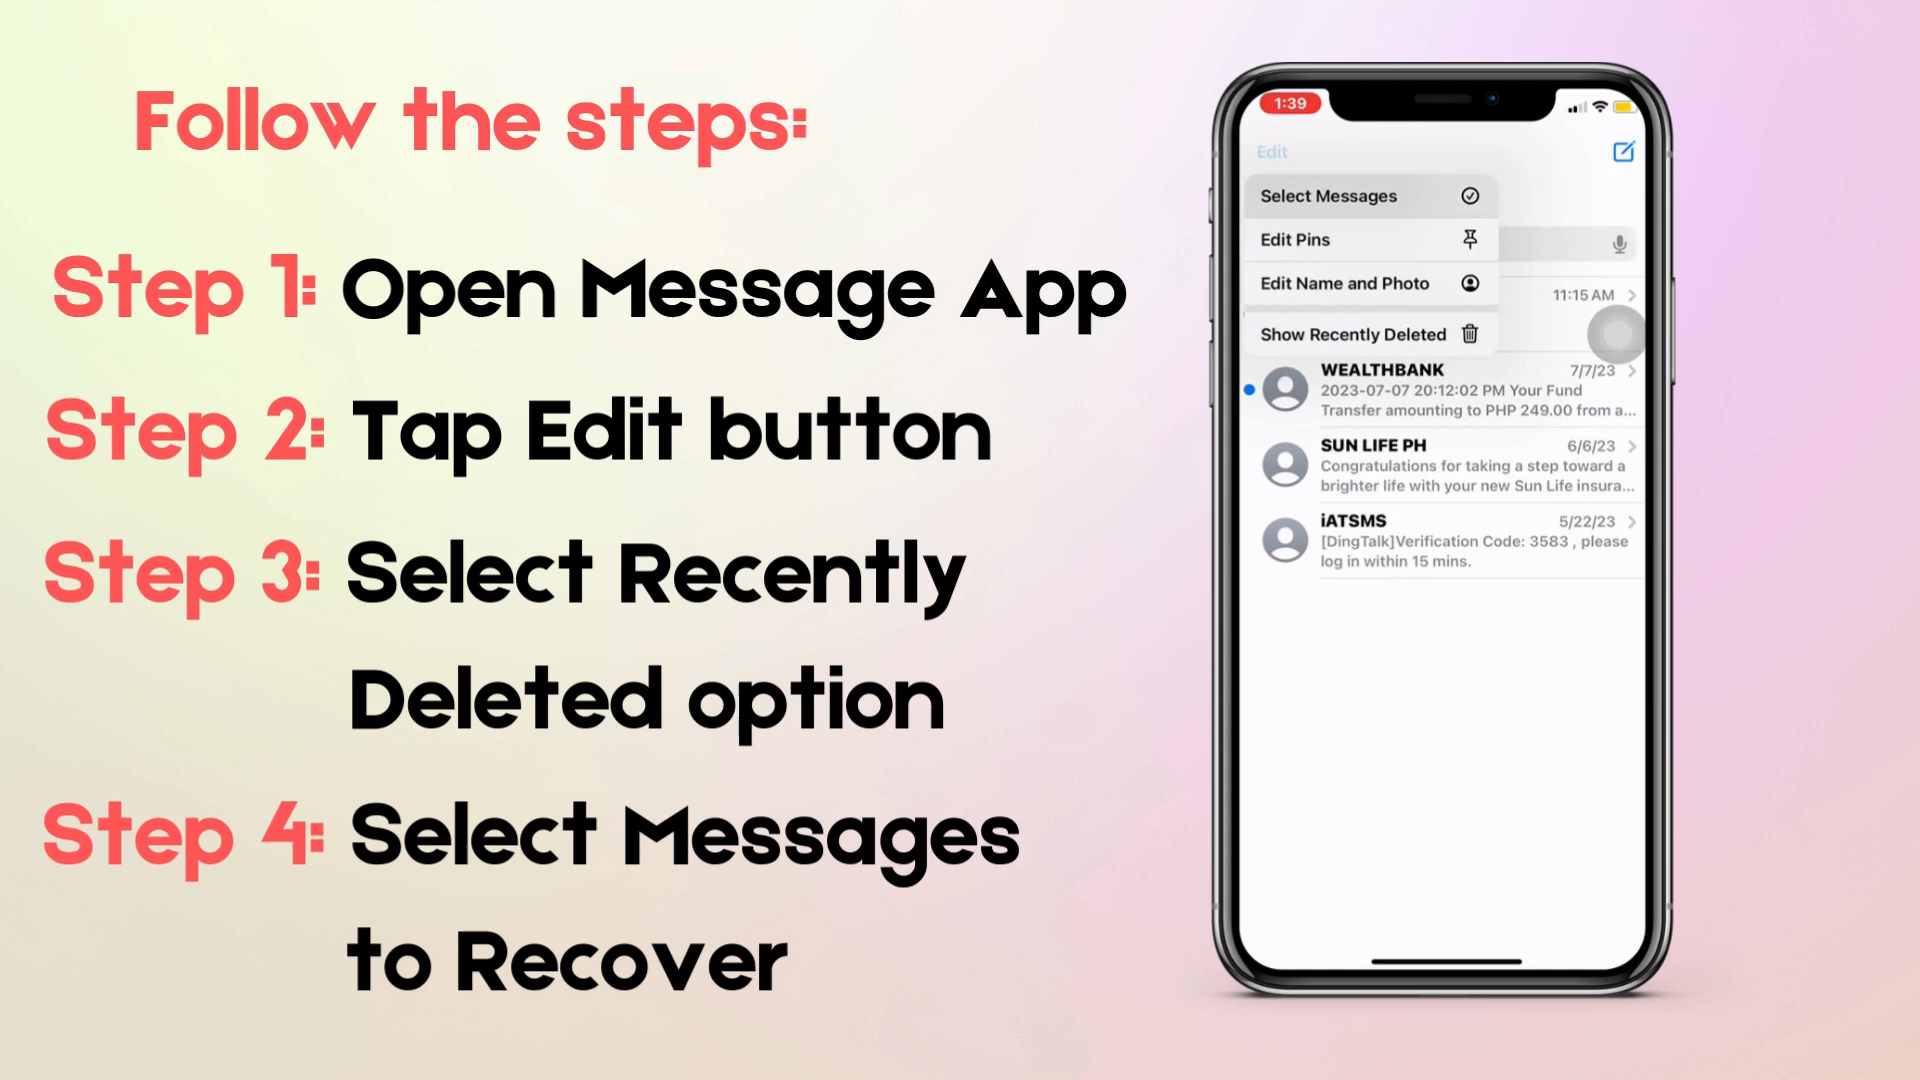 Follow the steps:
Step 1: Open Message App
Step 2: Tap Edit button
Step 3: Select Recently
Deleted option
Step 4: Select Messages
to Recover
1:39
Edit
Select Messages
Edit Pins
Edit Name and Photo
11:15 AM
Show Recently Deleted
WEALTHBANK 7/7/23
2023-07-07 20:12:02 PM Your Fund
Transfer amounting to PHP 249.00 from a...
SUN LIFE PH 6/6/23
Congratulations for taking a step toward a
brighter life with your new Sun Life insura...
iATSMS 5/22/23
[DingTalk]Verification Code: 3583 , please
log in within 15 mins.